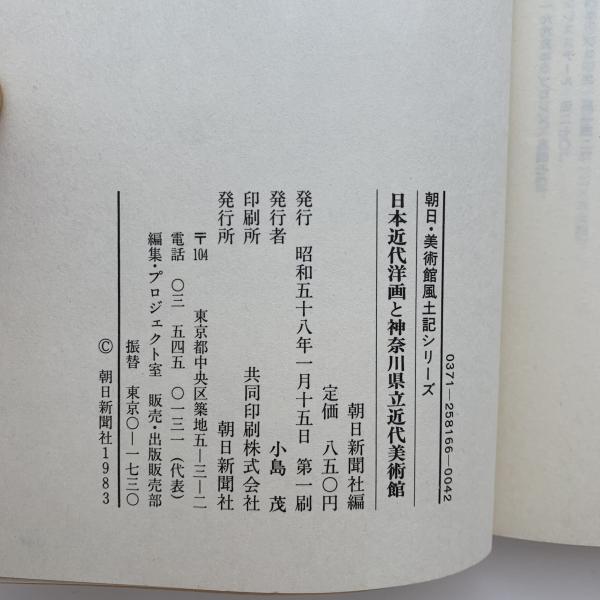 朝日・美術館風土記シリーズ
日本近代洋画と神奈川県立近代美術館
朝日新聞社編
定価 八五〇円
発行 昭和五十八年一月十五日 第一刷
発行者 小島 茂
印刷所 共同印刷株式会社
発行所 朝日新聞社
〒104 東京都中央区築地五―三―二
電話 〇三 五四五 〇一三一(代表)
編集・プロジェクト室 販売・出版販売部
振替 東京〇―一七三〇
© 朝日新聞社1983
0371―258166―0042